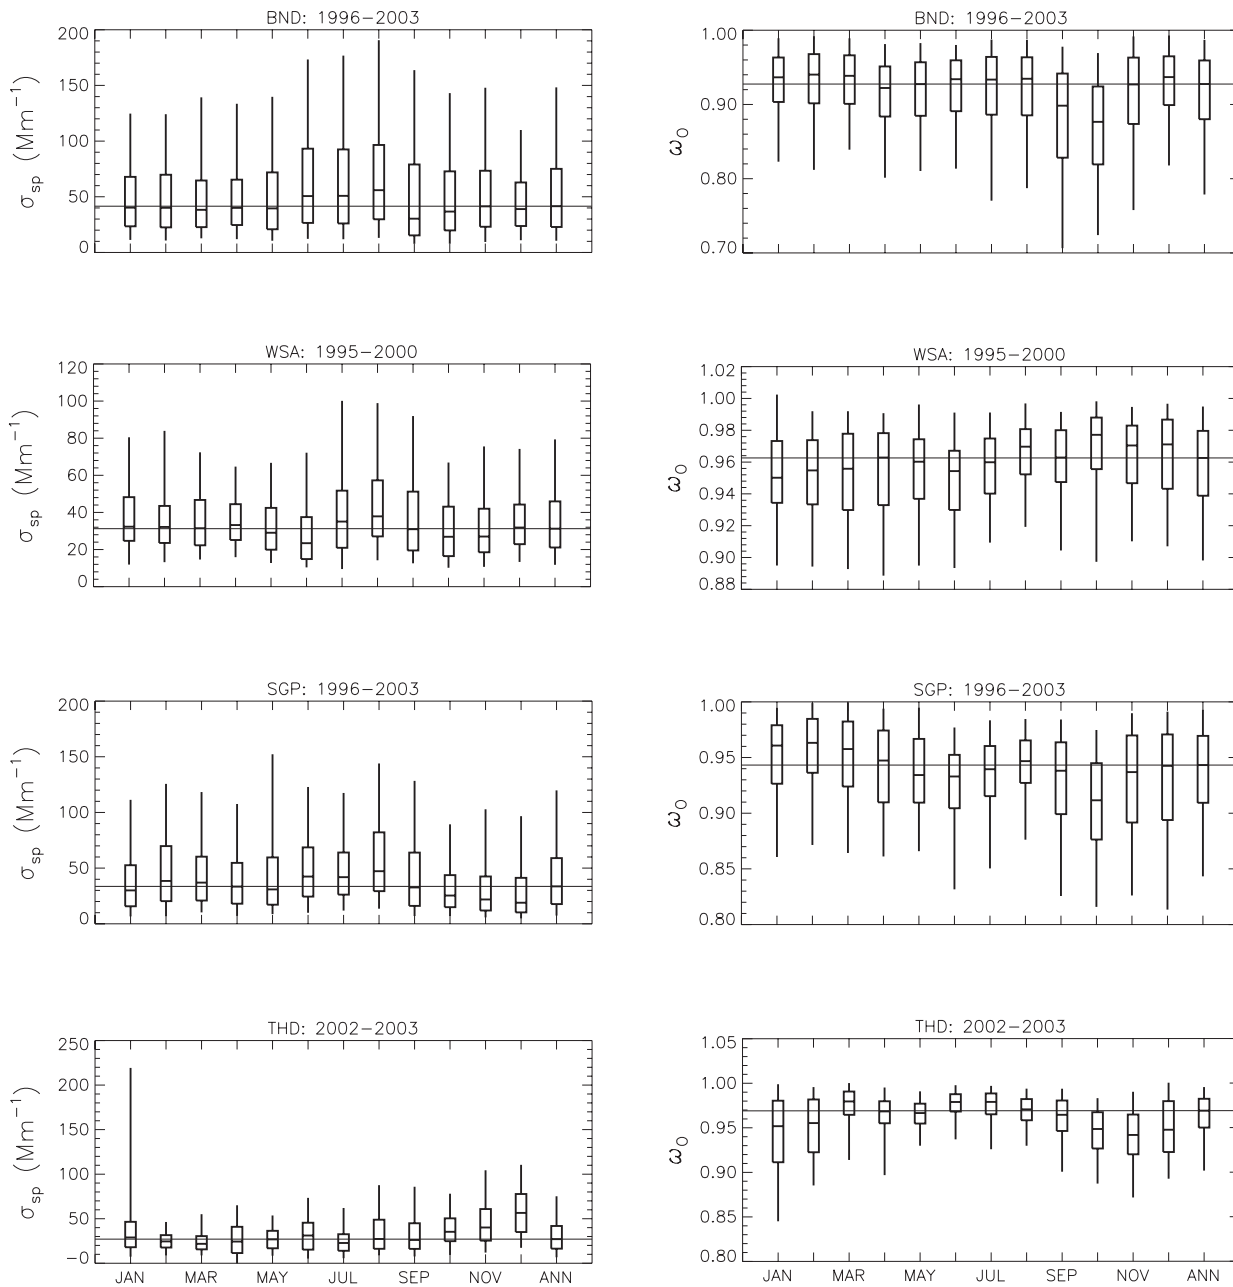 BND: 1996−2003
200
150
100
50
0
σsp (Mm⁻¹)
BND: 1996−2003
1.00
0.90
0.80
0.70
ω0
WSA: 1995−2000
120
100
80
60
40
20
0
σsp (Mm⁻¹)
WSA: 1995−2000
1.02
1.00
0.98
0.96
0.94
0.92
0.90
0.88
ω0
SGP: 1996−2003
200
150
100
50
0
σsp (Mm⁻¹)
SGP: 1996−2003
1.00
0.95
0.90
0.85
0.80
ω0
THD: 2002−2003
250
200
150
100
50
−0
σsp (Mm⁻¹)
JAN MAR MAY JUL SEP NOV ANN
THD: 2002−2003
1.05
1.00
0.95
0.90
0.85
0.80
ω0
JAN MAR MAY JUL SEP NOV ANN